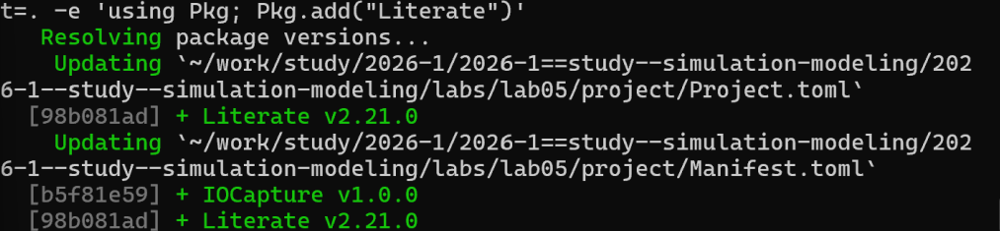 t=. -e 'using Pkg; Pkg.add("Literate")'
   Resolving package versions...
    Updating `~/work/study/2026-1/2026-1==study--simulation-modeling/202
6-1--study--simulation-modeling/labs/lab05/project/Project.toml`
  [98b081ad] + Literate v2.21.0
    Updating `~/work/study/2026-1/2026-1==study--simulation-modeling/202
6-1--study--simulation-modeling/labs/lab05/project/Manifest.toml`
  [b5f81e59] + IOCapture v1.0.0
  [98b081ad] + Literate v2.21.0